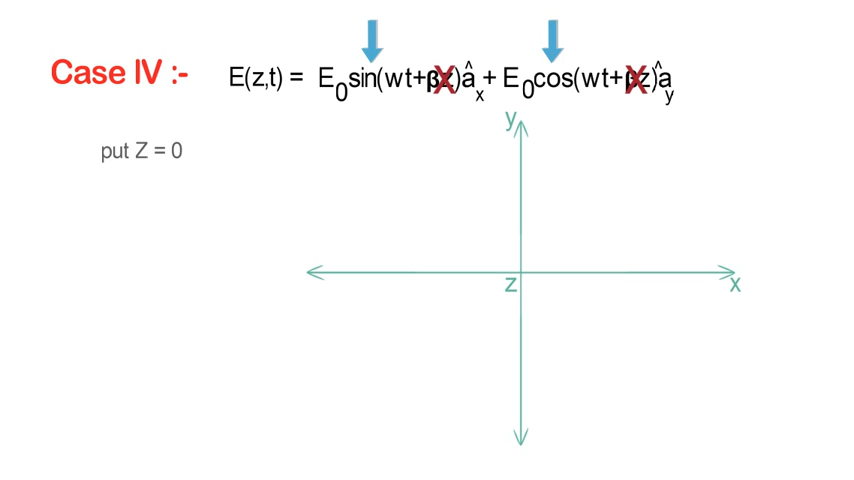 Case IV :- E(z,t) = E₀sin(wt+βz)âₓ + E₀cos(wt+βz)ây
put Z = 0
y
z
x